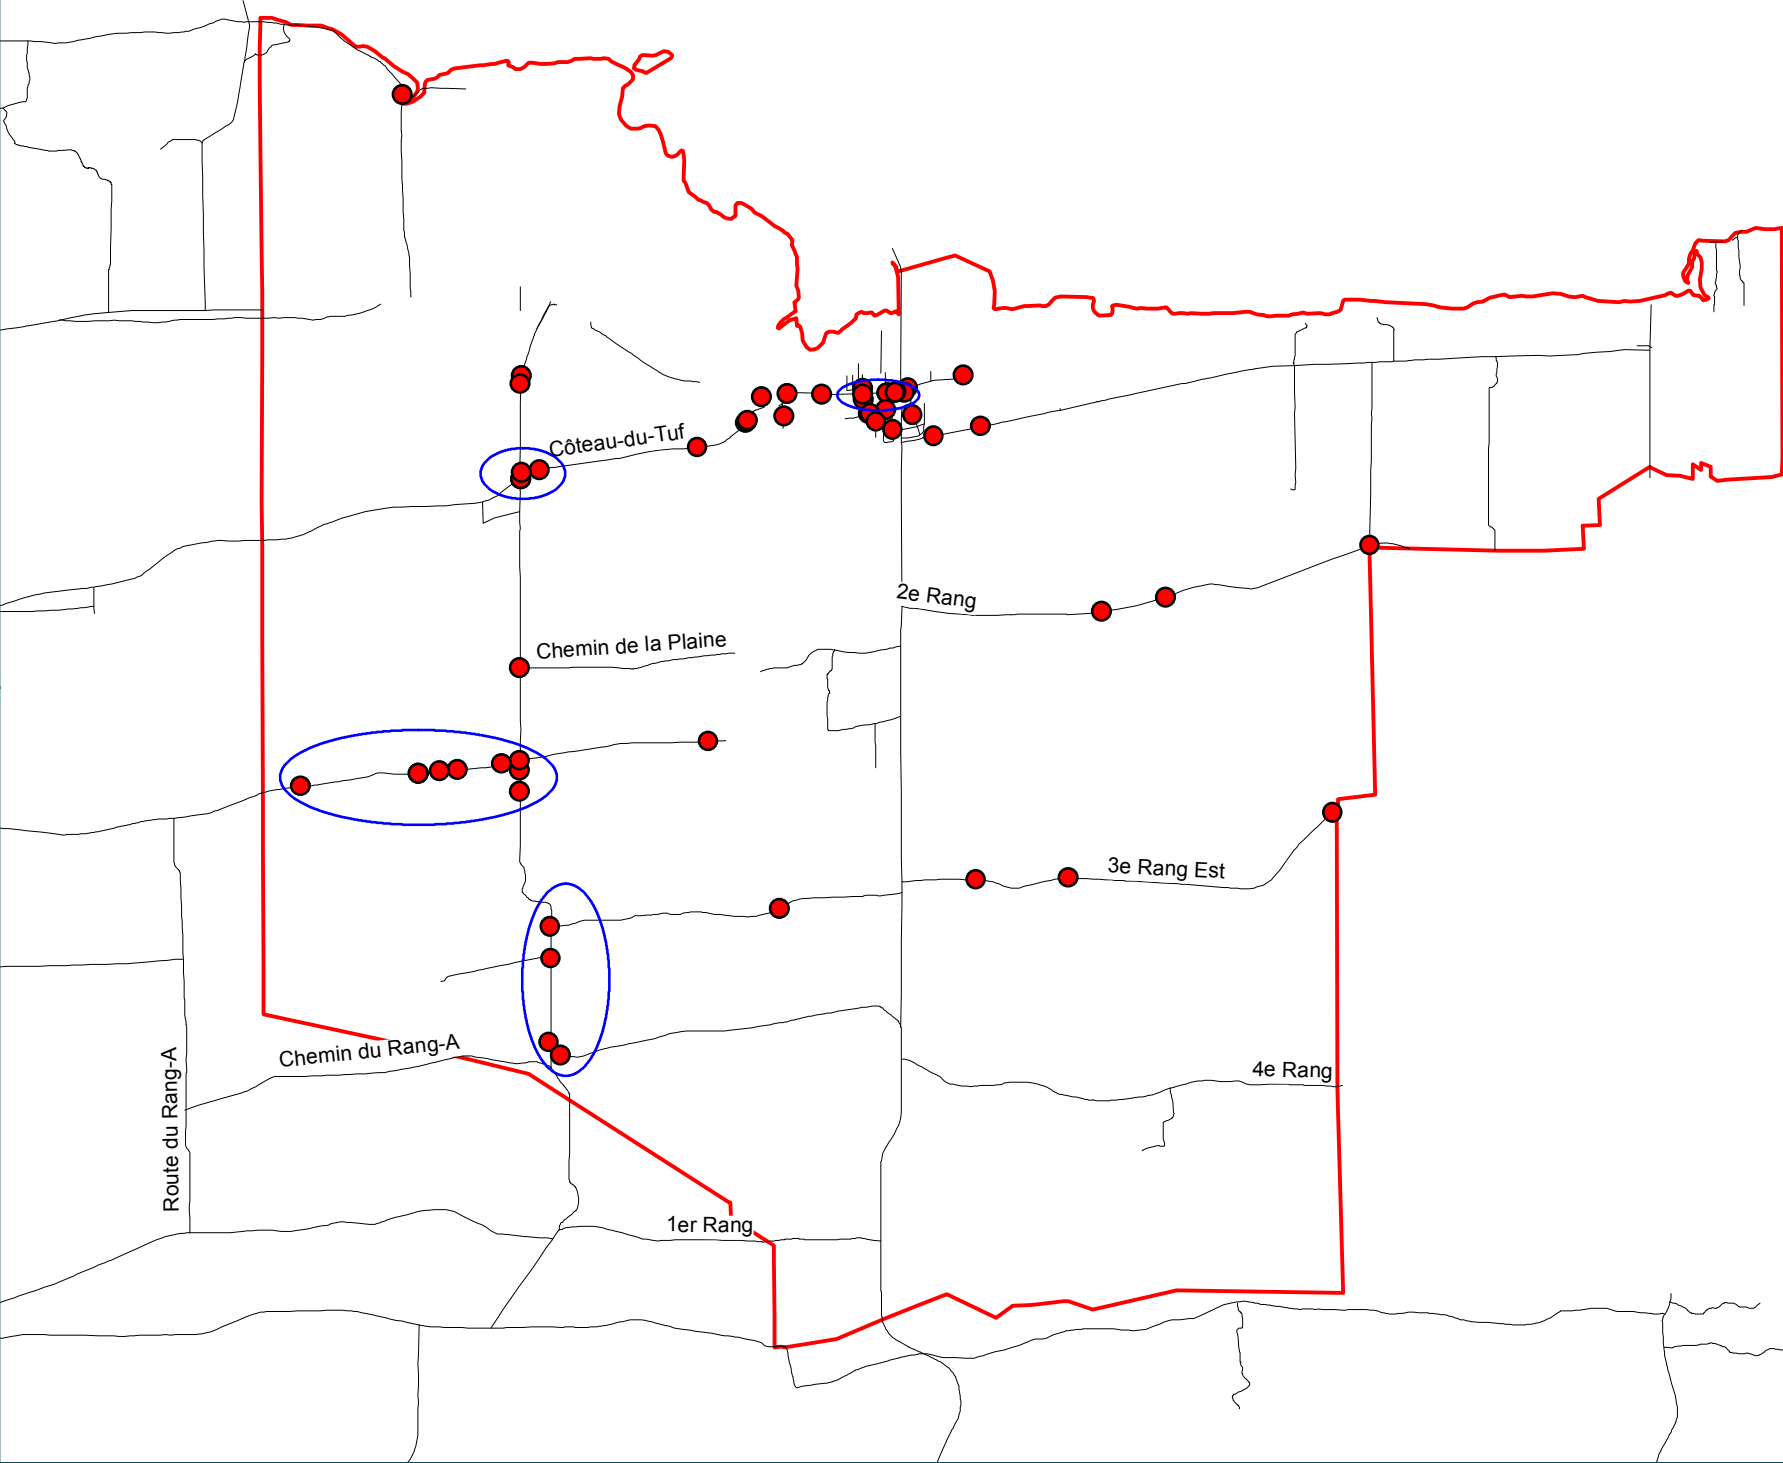 Côteau-du-Tuf
2e Rang
Chemin de la Plaine
3e Rang Est
Chemin du Rang-A
4e Rang
Route du Rang-A
1er Rang